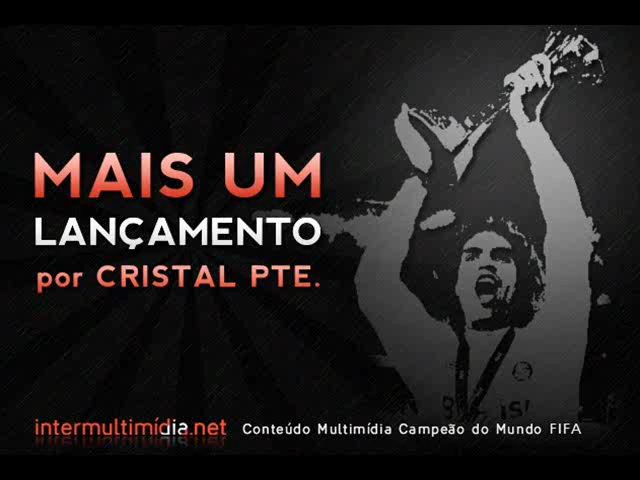 MAIS UM
LANÇAMENTO
por CRISTAL PTE.
intermultimídia.net Conteúdo Multimídia Campeão do Mundo FIFA